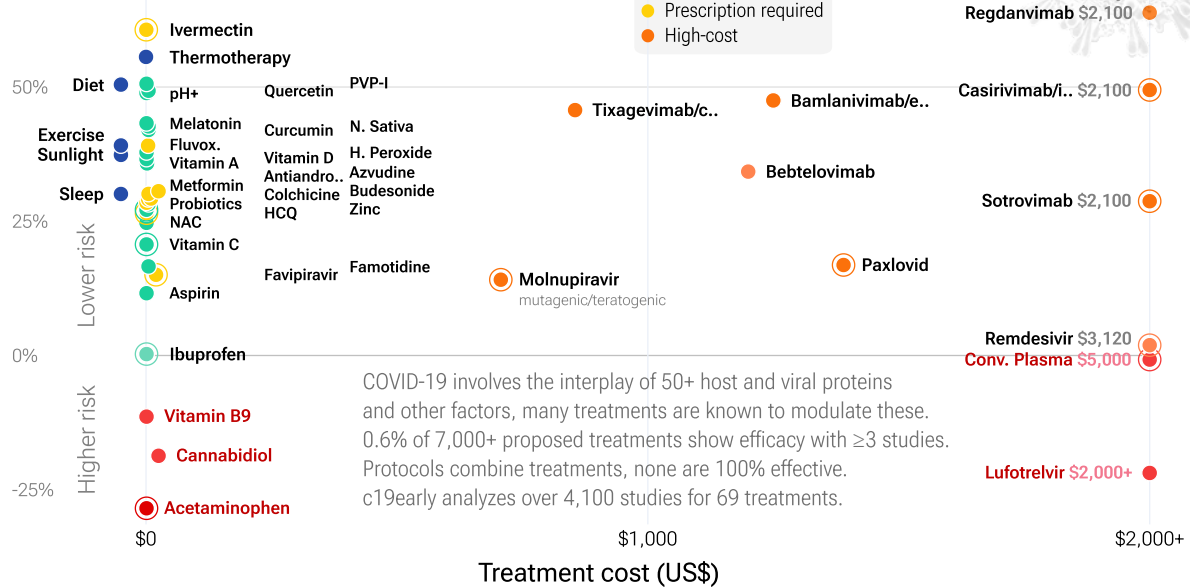 Prescription required
High-cost
Regdanvimab $2,100
Ivermectin
Thermotherapy
50%
Diet
pH+
Quercetin
PVP-I
Casirivimab/i.. $2,100
Tixagevimab/c..
Bamlanivimab/e..
Melatonin
Curcumin
N. Sativa
Exercise
Fluvox.
Sunlight
Vitamin A
Vitamin D
H. Peroxide
Antiandro..
Azvudine
Bebtelovimab
Sleep
Metformin
Colchicine
Budesonide
Probiotics
HCQ
Zinc
Sotrovimab $2,100
25%
NAC
Vitamin C
Lower risk
Favipiravir
Famotidine
Paxlovid
Molnupiravir
mutagenic/teratogenic
Aspirin
Remdesivir $3,120
0%
Ibuprofen
Conv. Plasma $5,000
COVID-19 involves the interplay of 50+ host and viral proteins
and other factors, many treatments are known to modulate these.
0.6% of 7,000+ proposed treatments show efficacy with ≥3 studies.
Protocols combine treatments, none are 100% effective.
c19early analyzes over 4,100 studies for 69 treatments.
Higher risk
Vitamin B9
Cannabidiol
Lufotrelvir $2,000+
-25%
Acetaminophen
$0
$1,000
$2,000+
Treatment cost (US$)